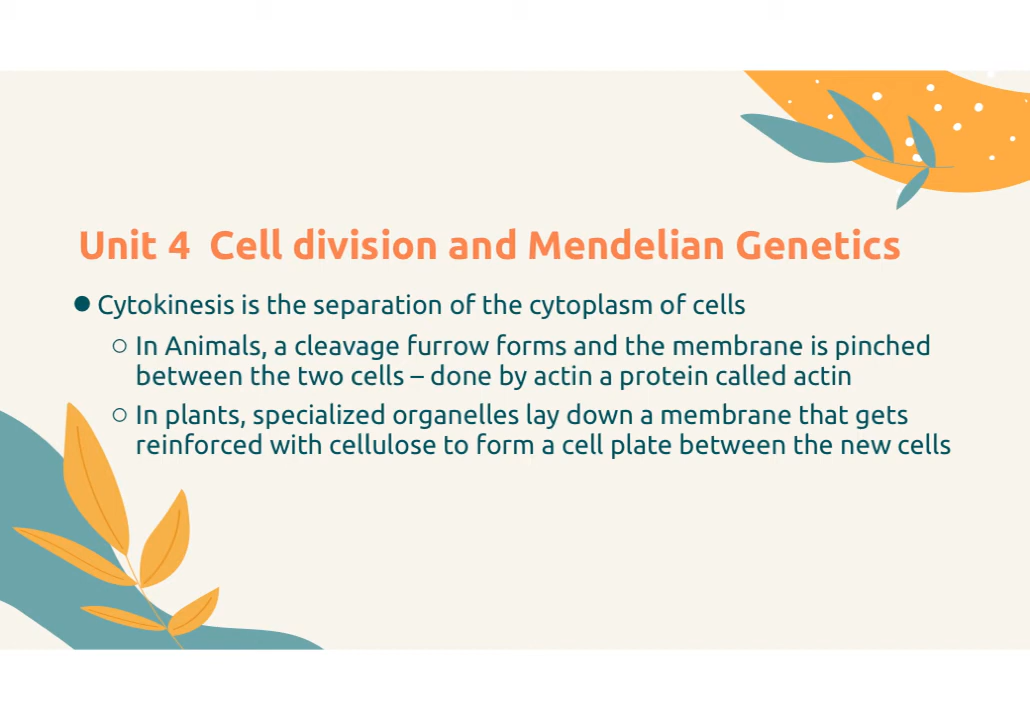 Unit 4  Cell division and Mendelian Genetics
● Cytokinesis is the separation of the cytoplasm of cells
○ In Animals, a cleavage furrow forms and the membrane is pinched
between the two cells – done by actin a protein called actin
○ In plants, specialized organelles lay down a membrane that gets
reinforced with cellulose to form a cell plate between the new cells